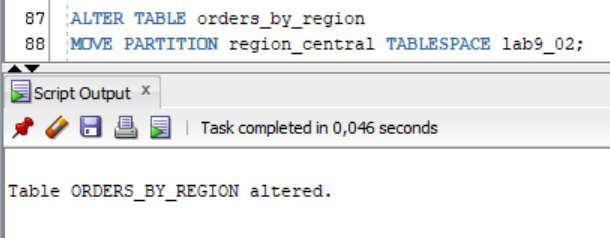 87 ALTER TABLE orders_by_region
88 MOVE PARTITION region_central TABLESPACE lab9_02;
Script Output x
Task completed in 0,046 seconds
Table ORDERS_BY_REGION altered.